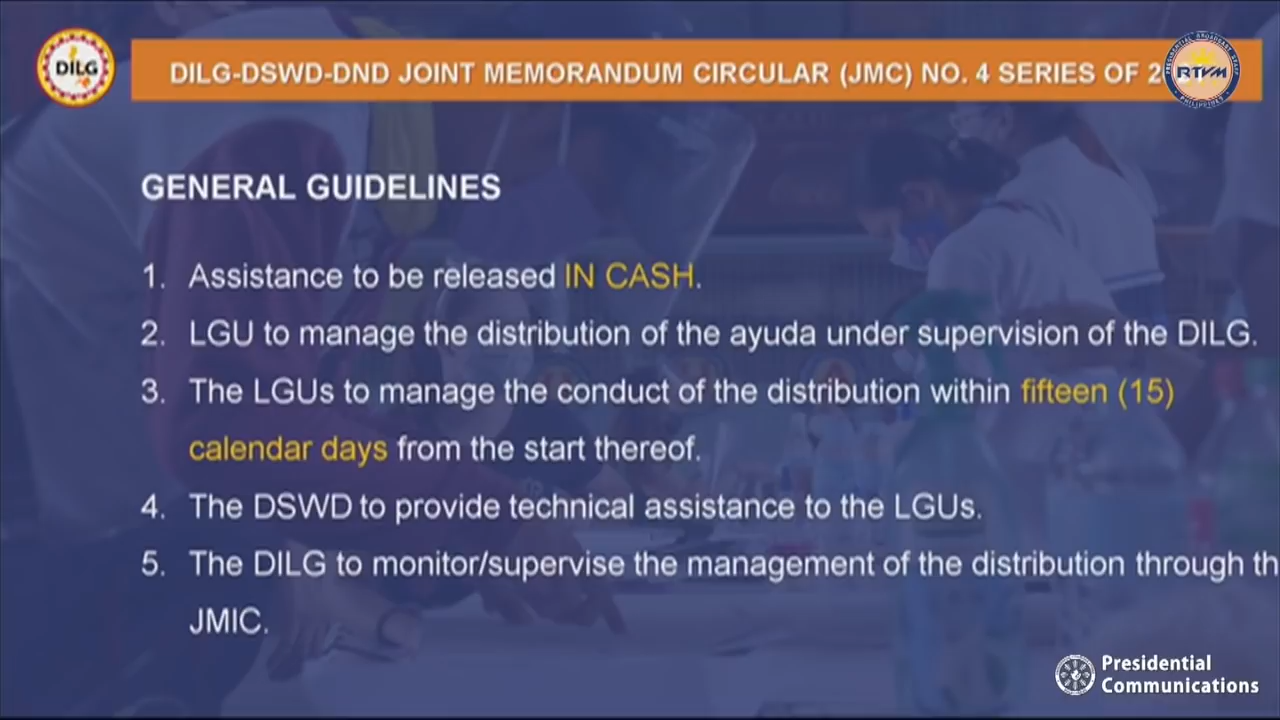 DILG
DILG-DSWD-DND JOINT MEMORANDUM CIRCULAR (JMC) NO. 4 SERIES OF 2
PRESIDENTIAL BROADCAST STAFF
RTVM
PHILIPPINES
GENERAL GUIDELINES
1. Assistance to be released IN CASH.
2. LGU to manage the distribution of the ayuda under supervision of the DILG.
3. The LGUs to manage the conduct of the distribution within fifteen (15)
calendar days from the start thereof.
4. The DSWD to provide technical assistance to the LGUs.
5. The DILG to monitor/supervise the management of the distribution through th
JMIC.
Presidential
Communications